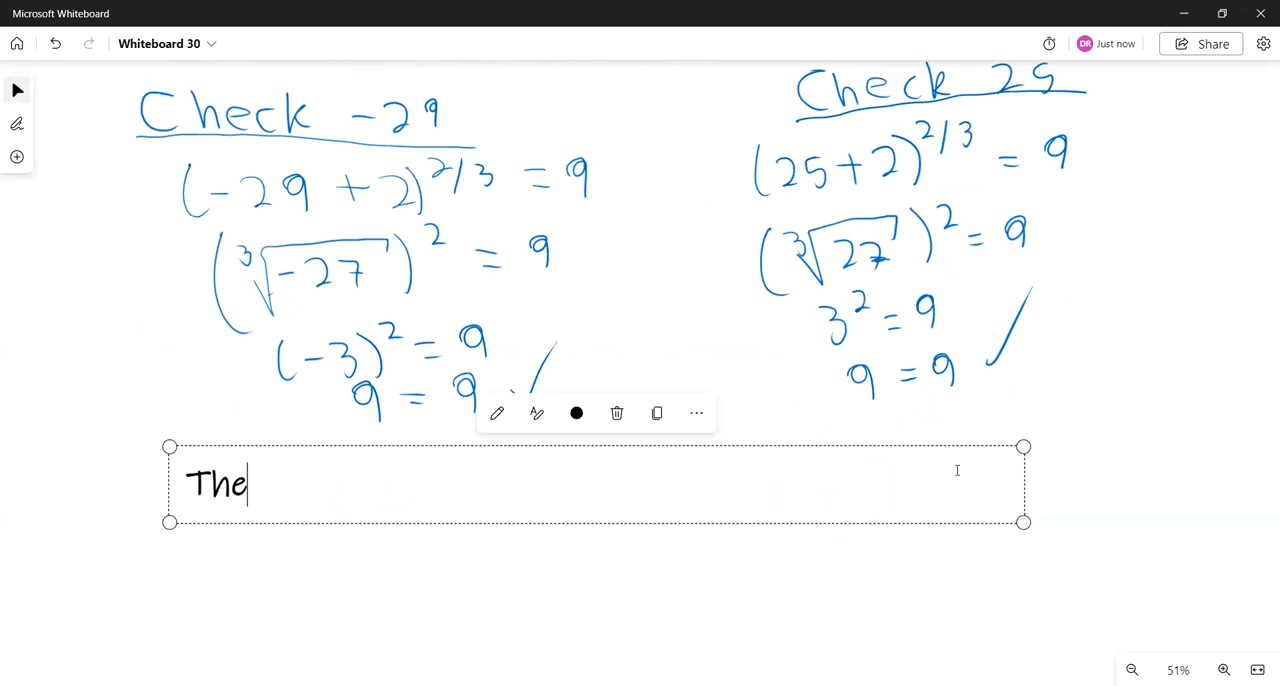 Microsoft Whiteboard
Whiteboard 30
DR Just now
Share
Check -29
(-29 + 2)^2/3 = 9
(∛-27)^2 = 9
(-3)^2 = 9
9 = 9 ✓
Check 25
(25 + 2)^2/3 = 9
(∛27)^2 = 9
3^2 = 9
9 = 9 ✓
The
51%